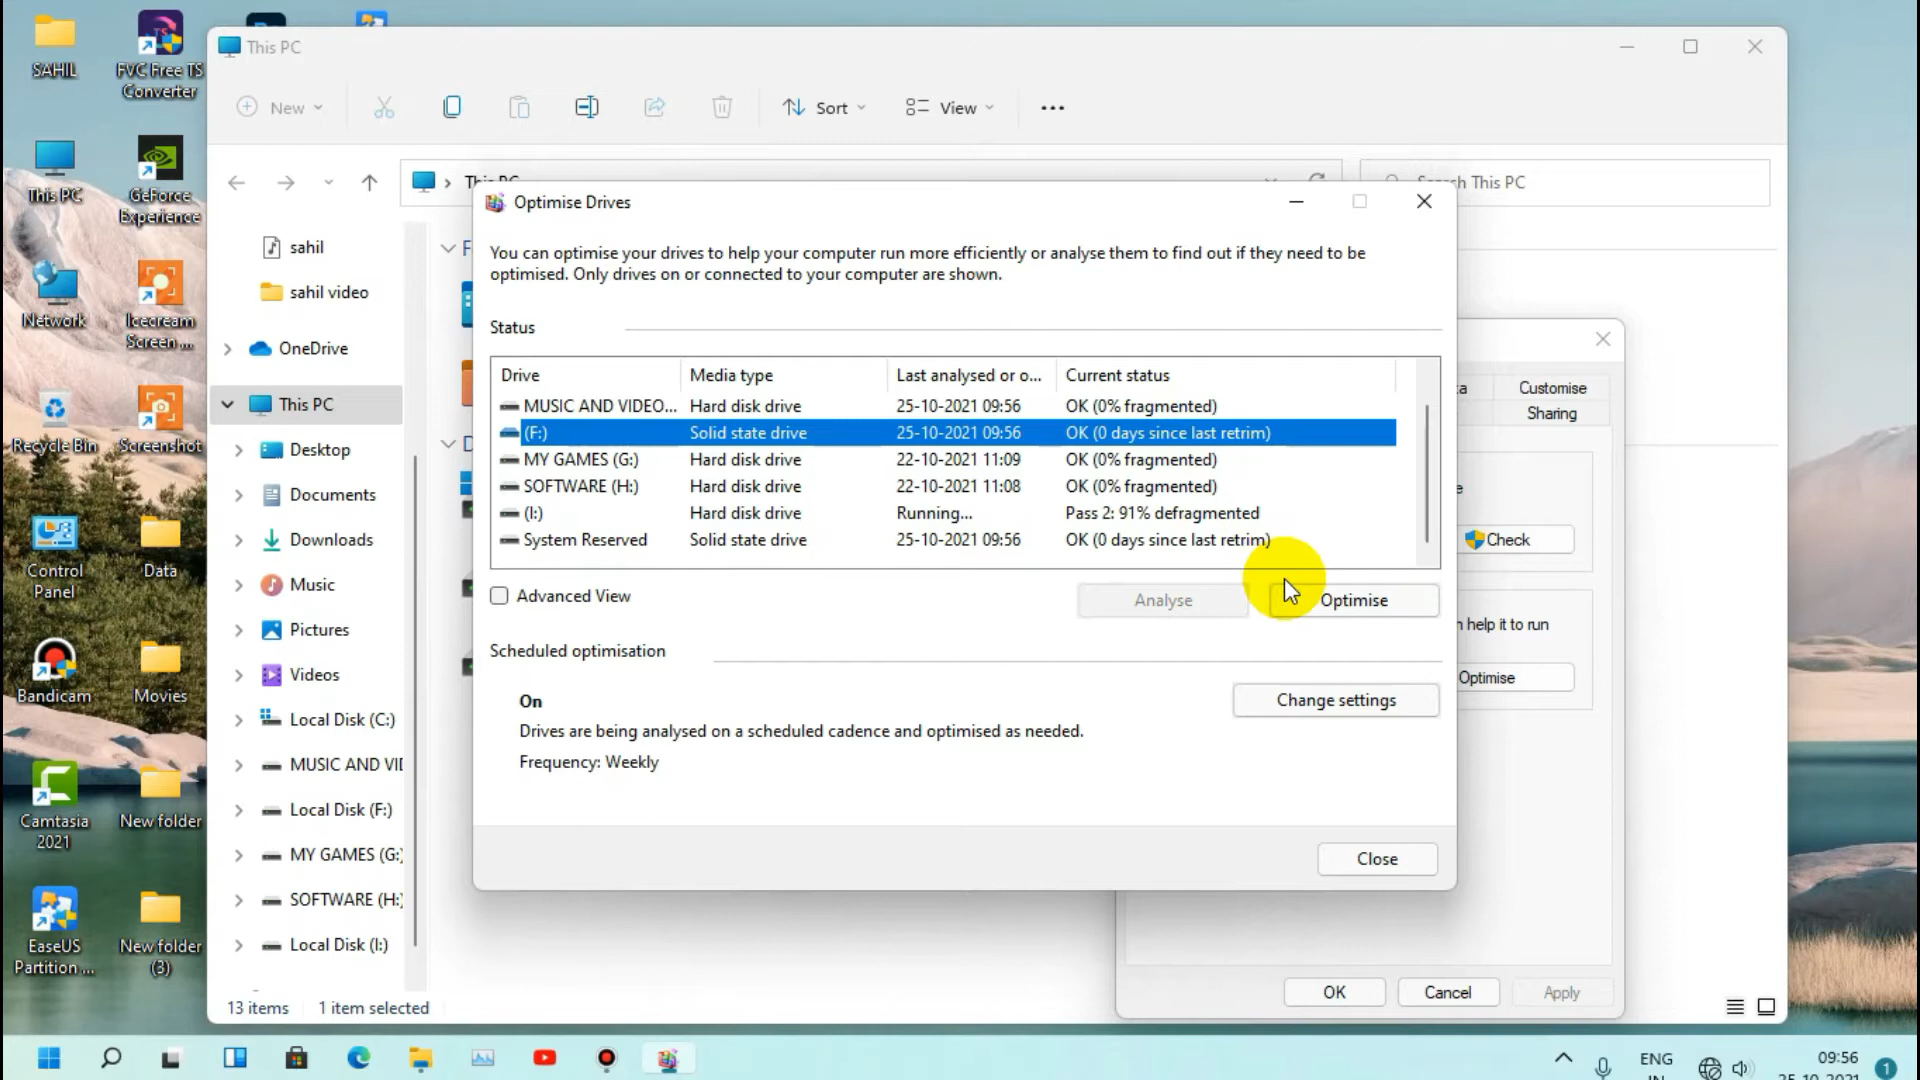 SAHIL
FVC Free TS
Converter
This PC
GeForce
Experience
Network
Icecream
Screen ...
Recycle Bin
Screenshot
Control
Panel
Data
Bandicam
Movies
Camtasia
2021
New folder
EaseUS
Partition ...
New folder
(3)
This PC
New
Sort
View
This PC
Search This PC
sahil
sahil video
OneDrive
This PC
Desktop
Documents
Downloads
Music
Pictures
Videos
Local Disk (C:)
MUSIC AND VID
Local Disk (F:)
MY GAMES (G:)
SOFTWARE (H:)
Local Disk (I:)
13 items 1 item selected
Optimise Drives
You can optimise your drives to help your computer run more efficiently or analyse them to find out if they need to be
optimised. Only drives on or connected to your computer are shown.
Status
Drive Media type Last analysed or o... Current status
MUSIC AND VIDEO... Hard disk drive 25-10-2021 09:56 OK (0% fragmented)
(F:) Solid state drive 25-10-2021 09:56 OK (0 days since last retrim)
MY GAMES (G:) Hard disk drive 22-10-2021 11:09 OK (0% fragmented)
SOFTWARE (H:) Hard disk drive 22-10-2021 11:08 OK (0% fragmented)
(I:) Hard disk drive Running... Pass 2: 91% defragmented
System Reserved Solid state drive 25-10-2021 09:56 OK (0 days since last retrim)
Advanced View
Analyse
Optimise
Scheduled optimisation
On
Change settings
Drives are being analysed on a scheduled cadence and optimised as needed.
Frequency: Weekly
Close
Customise
Sharing
Check
help it to run
Optimise
OK
Cancel
Apply
ENG
IN
09:56
25-10-2021
1